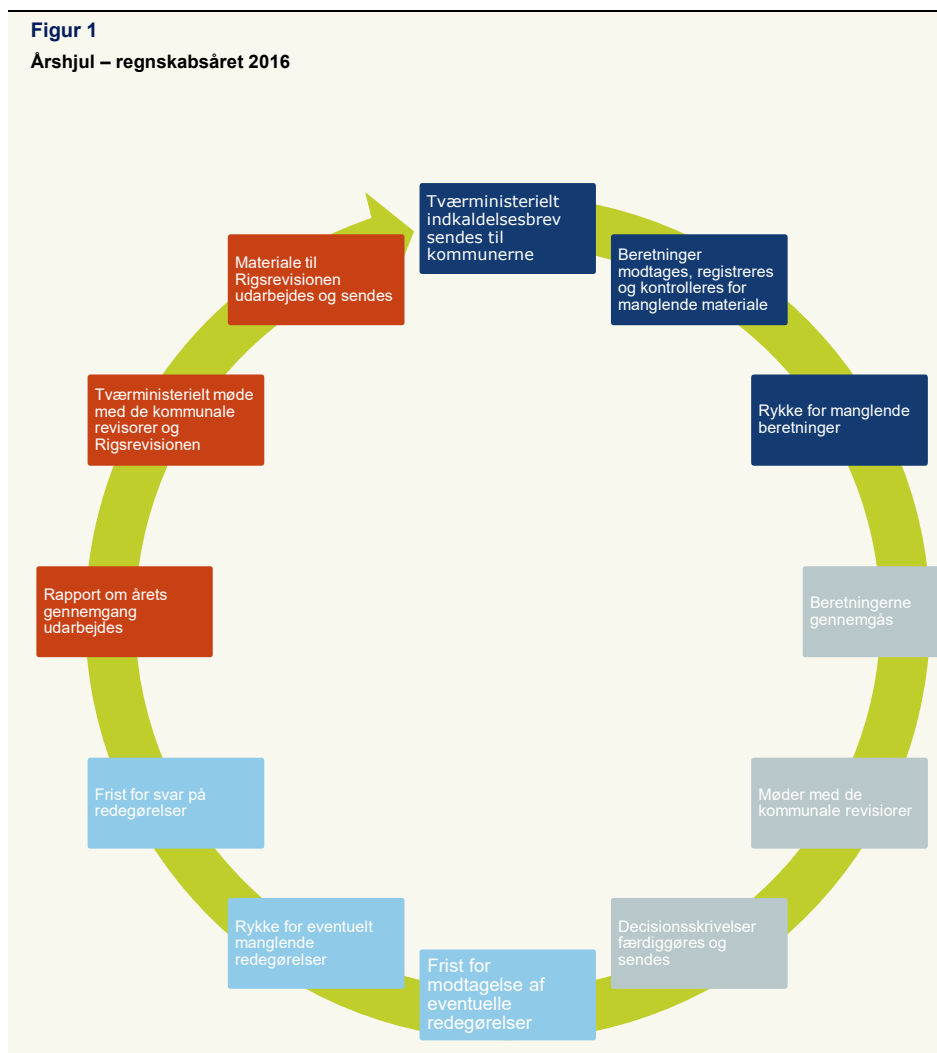 Figur 1
Årshjul – regnskabsåret 2016
Tværministerielt
indkaldelsesbrev
sendes til
kommunerne
Beretninger
modtages, registreres
og kontrolleres for
manglende materiale
Rykke for manglende
beretninger
Beretningerne
gennemgås
Møder med de
kommunale revisiorer
Decisionsskrivelser
færdiggøres og
sendes
Frist for
modtagelse af
eventuelle
redegørelser
Rykke for eventuelt
manglende
redegørelser
Frist for svar på
redegørelser
Rapport om årets
gennemgang
udarbejdes
Tværministerielt møde
med de kommunale
revisorer og
Rigsrevisionen
Materiale til
Rigsrevisionen
udarbejdes og sendes